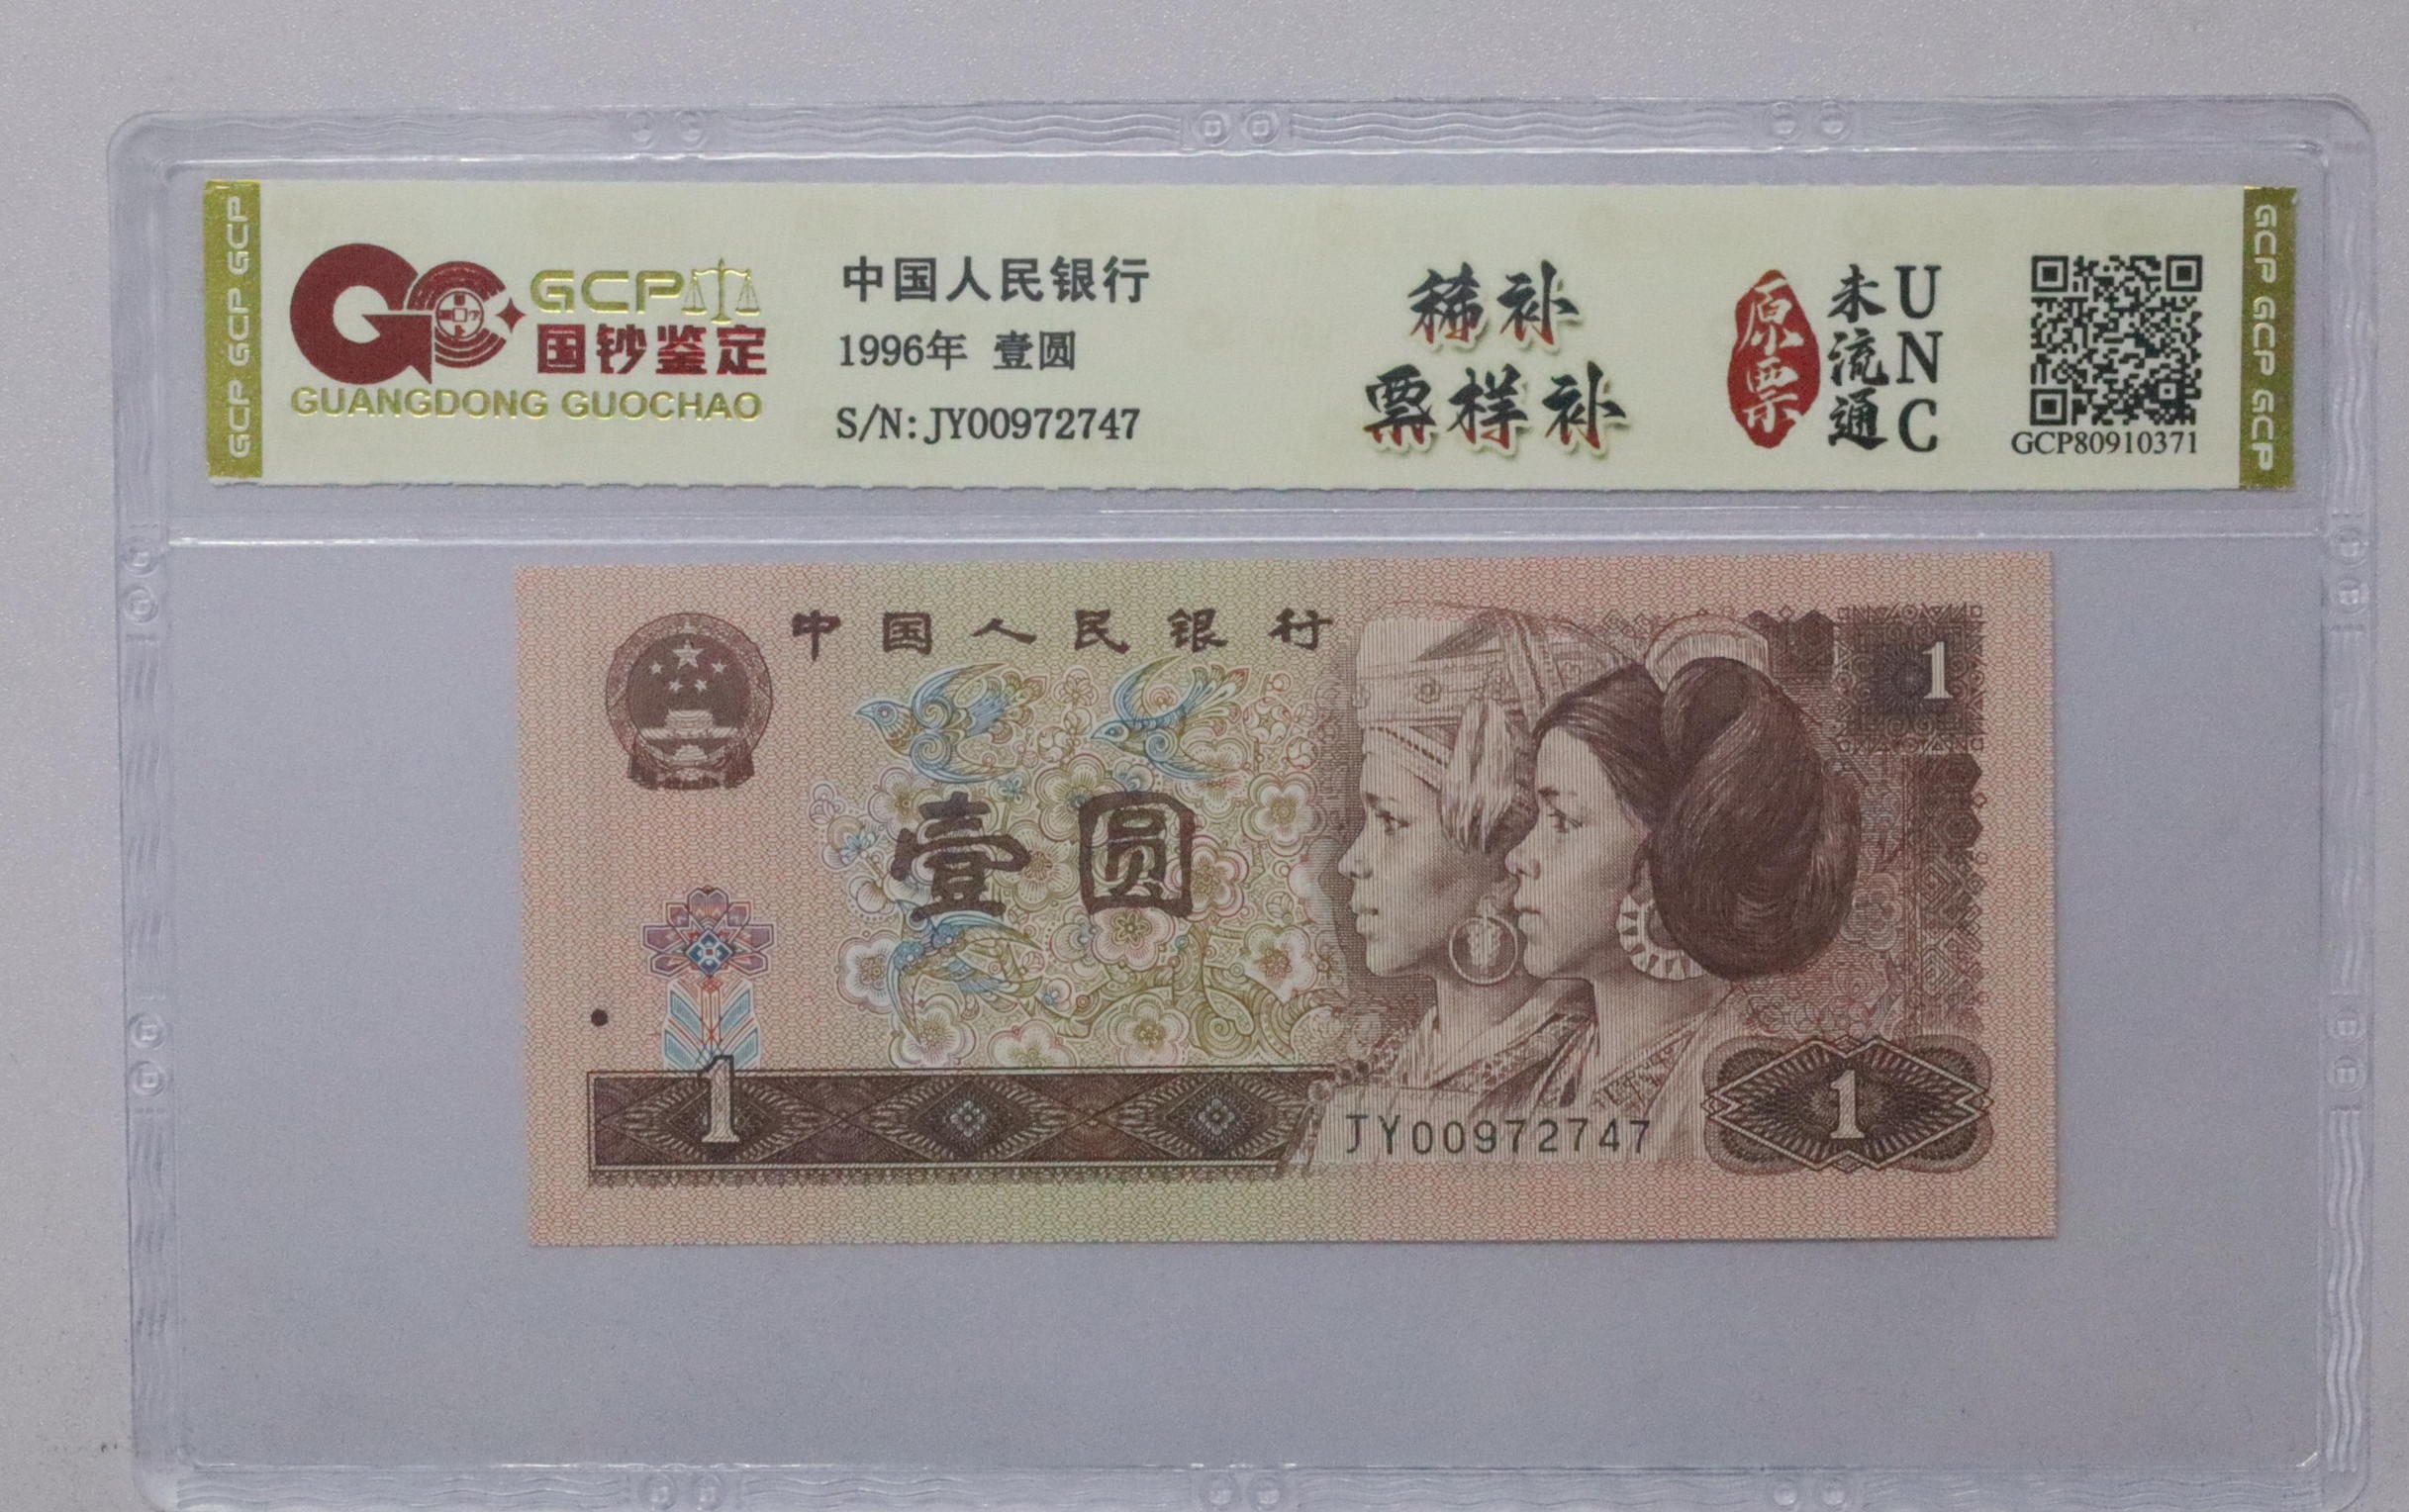 GCP GCP GCP
GCP
国钞鉴定
GUANGDONG GUOCHAO
中国人民银行
1996年 壹圆
S/N:JY00972747
稀补
票样补
原票
未流通
UNC
GCP80910371
GCP GCP GCP
中国人民银行
1
壹圆
1
JY00972747
1